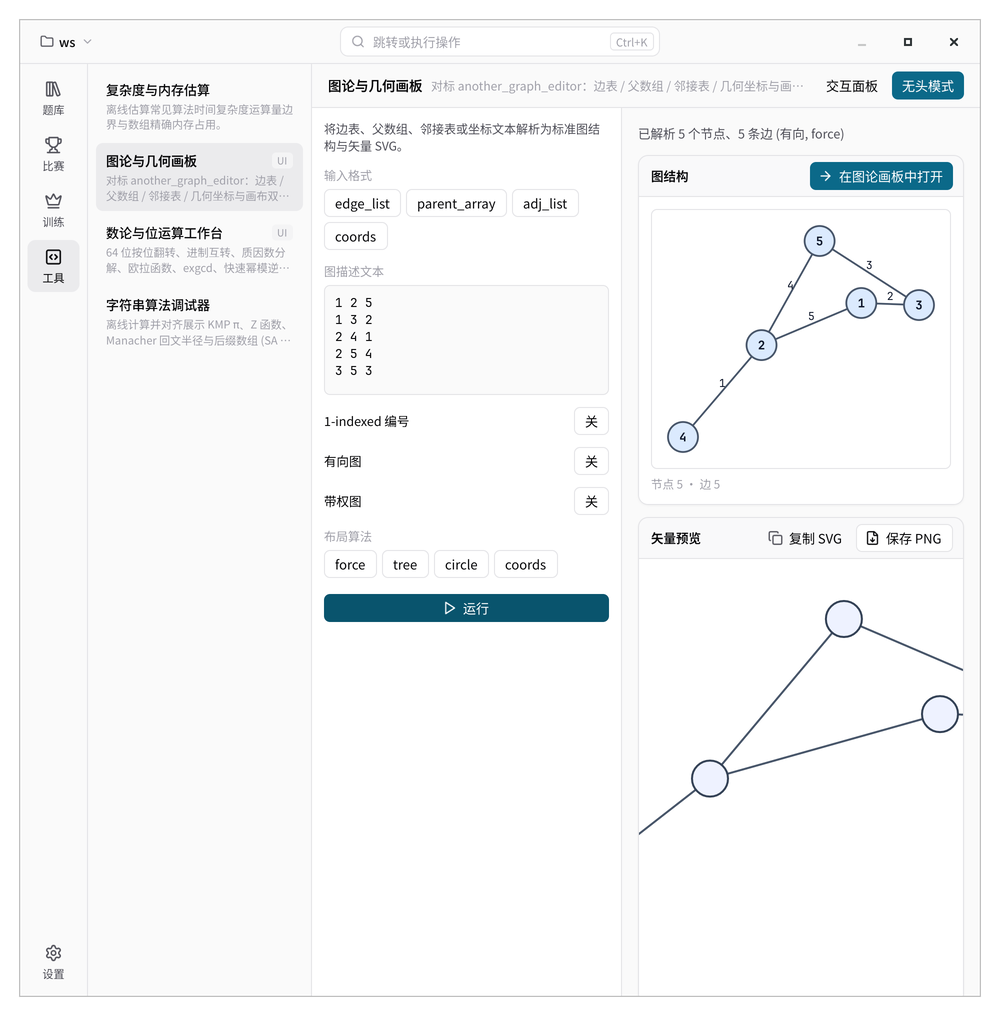 ws
跳转或执行操作
Ctrl+K
题库
比赛
训练
工具
设置
复杂度与内存估算
离线估算常见算法时间复杂度运算量边
界与数组精确内存占用。
图论与几何画板
UI
对标 another_graph_editor：边表 /
父数组 / 邻接表 / 几何坐标与画布双…
数论与位运算工作台
UI
64 位按位翻转、进制互转、质因数分
解、欧拉函数、exgcd、快速幂模逆…
字符串算法调试器
离线计算并对齐展示 KMP π、Z 函数、
Manacher 回文半径与后缀数组 (SA …
图论与几何画板
对标 another_graph_editor：边表 / 父数组 / 邻接表 / 几何坐标与画…
交互面板
无头模式
将边表、父数组、邻接表或坐标文本解析为标准图结
构与矢量 SVG。
输入格式
edge_list
parent_array
adj_list
coords
图描述文本
1 2 5
1 3 2
2 4 1
2 5 4
3 5 3
1-indexed 编号
关
有向图
关
带权图
关
布局算法
force
tree
circle
coords
运行
已解析 5 个节点、5 条边 (有向, force)
图结构
在图论画板中打开
5
3
4
1
2
3
5
2
1
4
节点 5 · 边 5
矢量预览
复制 SVG
保存 PNG